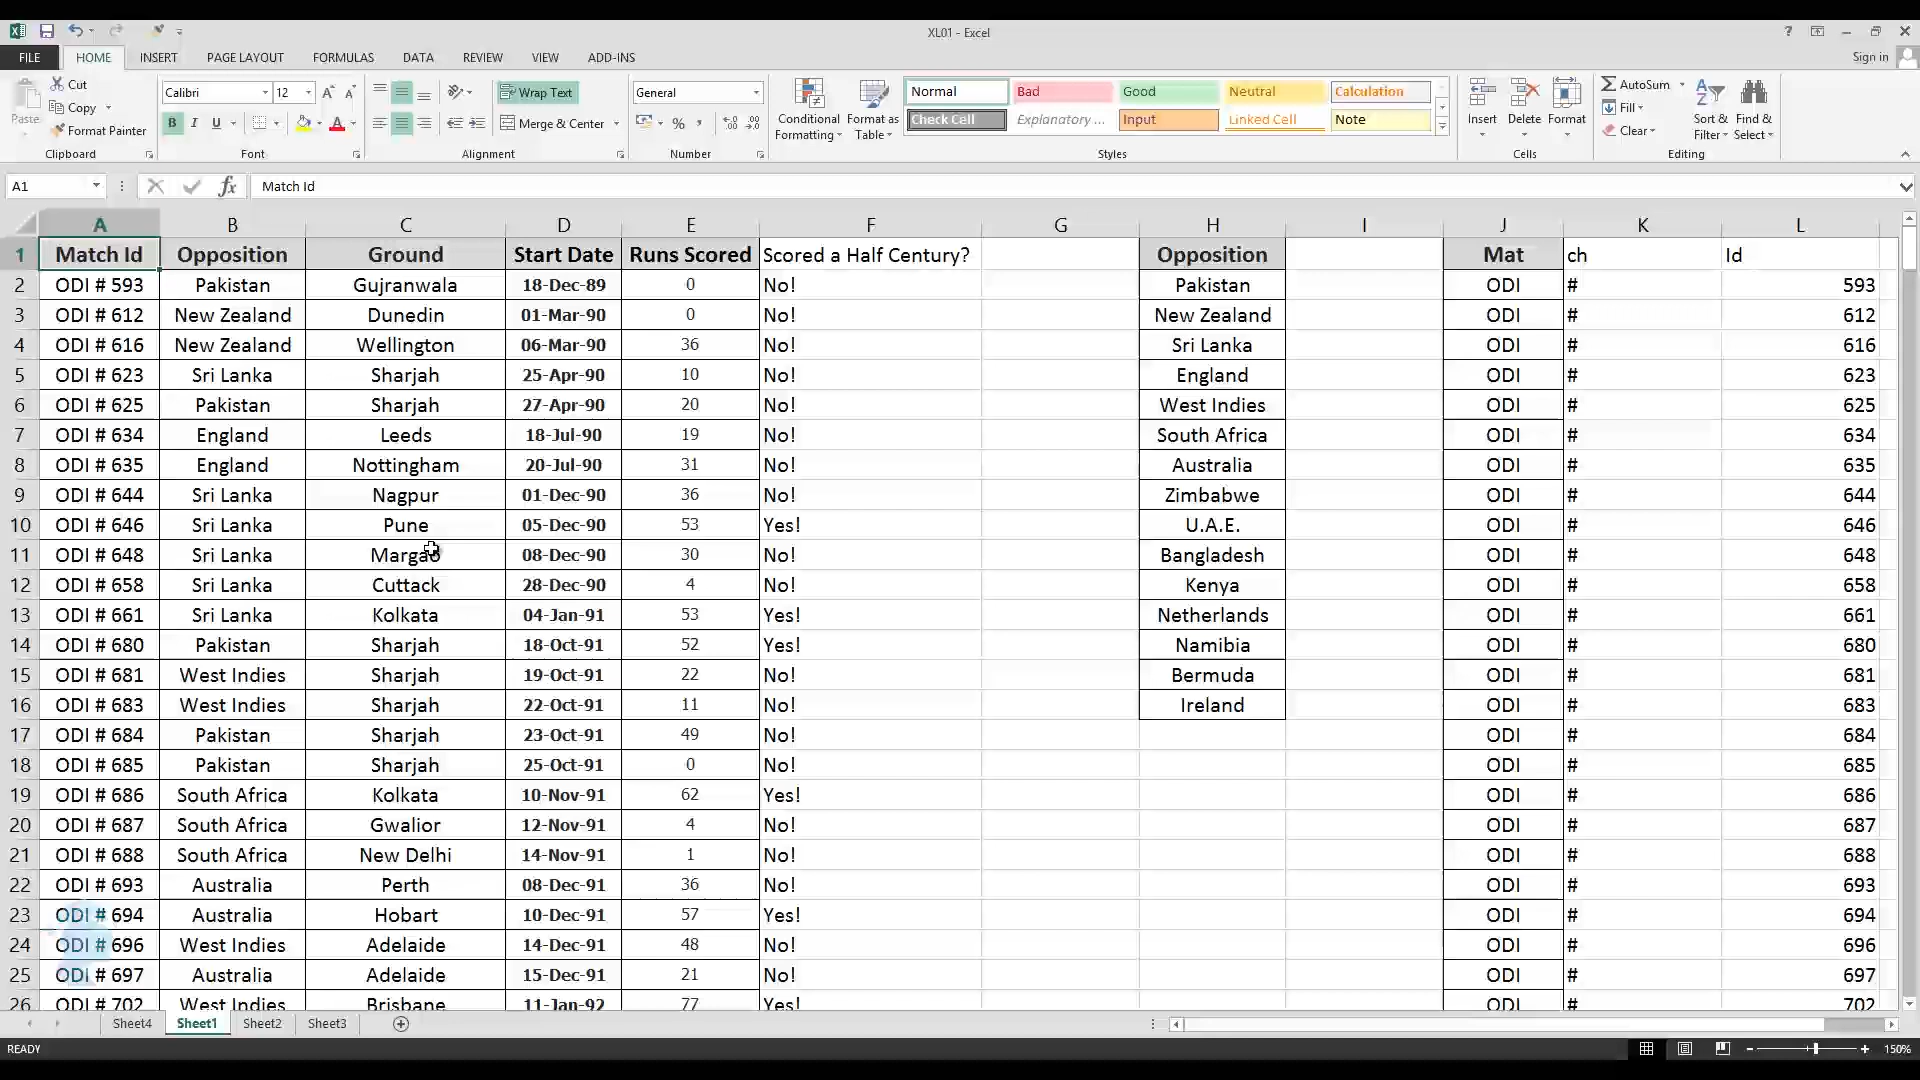 XL01 - Excel
FILE HOME INSERT PAGE LAYOUT FORMULAS DATA REVIEW VIEW ADD-INS Sign in
Cut
Copy
Format Painter
Paste
Clipboard
Calibri 12
B I U
Font
Wrap Text
Merge & Center
Alignment
General
%
Number
Conditional Formatting
Format as Table
Normal Bad Good Neutral Calculation
Check Cell Explanatory ... Input Linked Cell Note
Styles
Insert Delete Format
Cells
AutoSum
Fill
Clear
Sort & Filter
Find & Select
Editing
A1 fx Match Id
A B C D E F G H I J K L
1 Match Id Opposition Ground Start Date Runs Scored Scored a Half Century? Opposition Mat ch Id
2 ODI # 593 Pakistan Gujranwala 18-Dec-89 0 No! Pakistan ODI # 593
3 ODI # 612 New Zealand Dunedin 01-Mar-90 0 No! New Zealand ODI # 612
4 ODI # 616 New Zealand Wellington 06-Mar-90 36 No! Sri Lanka ODI # 616
5 ODI # 623 Sri Lanka Sharjah 25-Apr-90 10 No! England ODI # 623
6 ODI # 625 Pakistan Sharjah 27-Apr-90 20 No! West Indies ODI # 625
7 ODI # 634 England Leeds 18-Jul-90 19 No! South Africa ODI # 634
8 ODI # 635 England Nottingham 20-Jul-90 31 No! Australia ODI # 635
9 ODI # 644 Sri Lanka Nagpur 01-Dec-90 36 No! Zimbabwe ODI # 644
10 ODI # 646 Sri Lanka Pune 05-Dec-90 53 Yes! U.A.E. ODI # 646
11 ODI # 648 Sri Lanka Margao 08-Dec-90 30 No! Bangladesh ODI # 648
12 ODI # 658 Sri Lanka Cuttack 28-Dec-90 4 No! Kenya ODI # 658
13 ODI # 661 Sri Lanka Kolkata 04-Jan-91 53 Yes! Netherlands ODI # 661
14 ODI # 680 Pakistan Sharjah 18-Oct-91 52 Yes! Namibia ODI # 680
15 ODI # 681 West Indies Sharjah 19-Oct-91 22 No! Bermuda ODI # 681
16 ODI # 683 West Indies Sharjah 22-Oct-91 11 No! Ireland ODI # 683
17 ODI # 684 Pakistan Sharjah 23-Oct-91 49 No! ODI # 684
18 ODI # 685 Pakistan Sharjah 25-Oct-91 0 No! ODI # 685
19 ODI # 686 South Africa Kolkata 10-Nov-91 62 Yes! ODI # 686
20 ODI # 687 South Africa Gwalior 12-Nov-91 4 No! ODI # 687
21 ODI # 688 South Africa New Delhi 14-Nov-91 1 No! ODI # 688
22 ODI # 693 Australia Perth 08-Dec-91 36 No! ODI # 693
23 ODI # 694 Australia Hobart 10-Dec-91 57 Yes! ODI # 694
24 ODI # 696 West Indies Adelaide 14-Dec-91 48 No! ODI # 696
25 ODI # 697 Australia Adelaide 15-Dec-91 21 No! ODI # 697
26 ODI # 702 West Indies Brisbane 11-Jan-92 77 Yes! ODI # 702
Sheet4 Sheet1 Sheet2 Sheet3
READY 150%